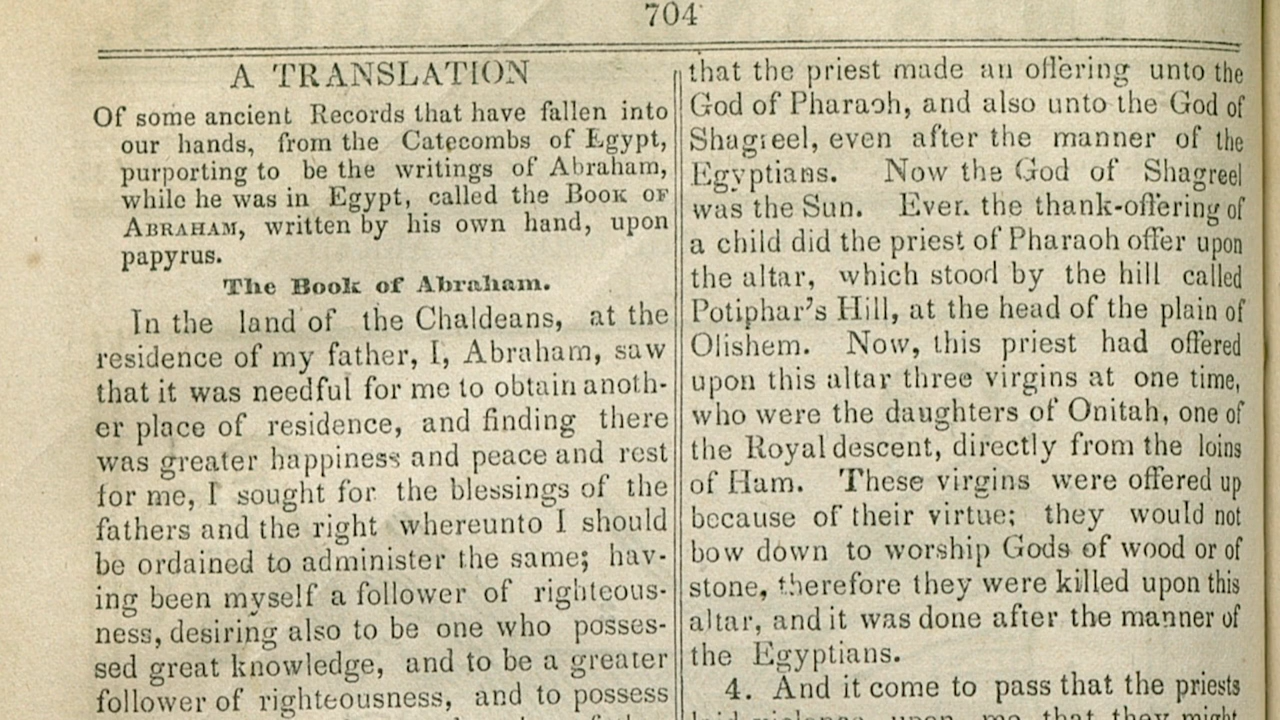 704
A TRANSLATION
Of some ancient Records that have fallen into
our hands, from the Catecombs of Egypt,
purporting to be the writings of Abraham,
while he was in Egypt, called the BOOK OF
ABRAHAM, written by his own hand, upon
papyrus.
The Book of Abraham.
In the land of the Chaldeans, at the
residence of my father, I, Abraham, saw
that it was needful for me to obtain anoth-
er place of residence, and finding there
was greater happiness and peace and rest
for me, I sought for the blessings of the
fathers and the right whereunto I should
be ordained to administer the same; hav-
ing been myself a follower of righteous-
ness, desiring also to be one who posses-
sed great knowledge, and to be a greater
follower of righteousness, and to possess
that the priest made an offering unto the
God of Pharaoh, and also unto the God of
Shagreel, even after the manner of the
Egyptians. Now the God of Shagreel
was the Sun. Even the thank-offering of
a child did the priest of Pharaoh offer upon
the altar, which stood by the hill called
Potiphar's Hill, at the head of the plain of
Olishem. Now, this priest had offered
upon this altar three virgins at one time,
who were the daughters of Onitah, one of
the Royal descent, directly from the loins
of Ham. These virgins were offered up
because of their virtue; they would not
bow down to worship Gods of wood or of
stone, therefore they were killed upon this
altar, and it was done after the manner of
the Egyptians.
4. And it come to pass that the priests
upon me, that they might